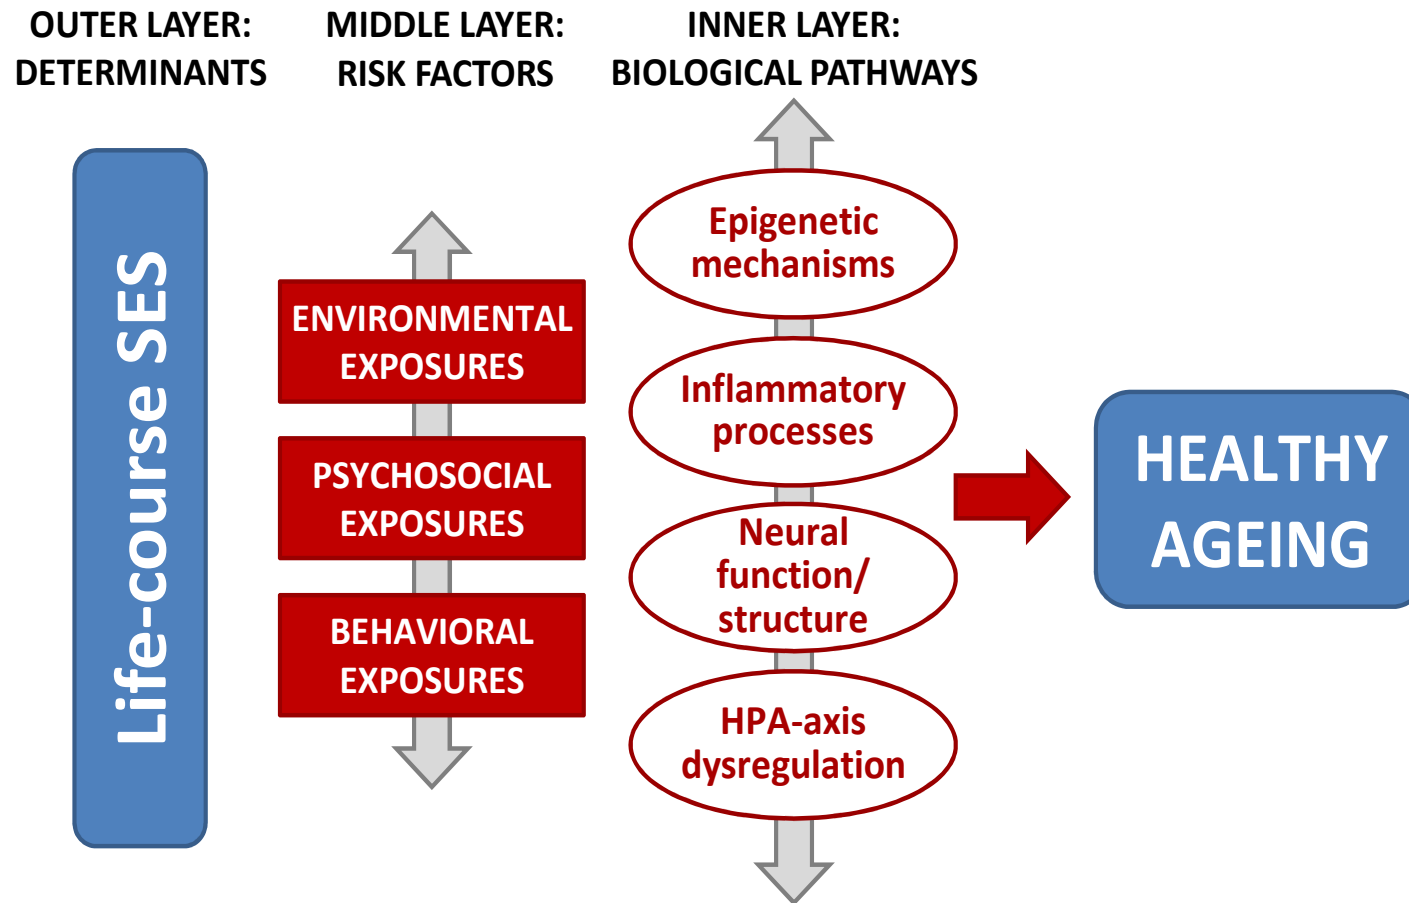 OUTER LAYER:
DETERMINANTS
MIDDLE LAYER:
RISK FACTORS
INNER LAYER:
BIOLOGICAL PATHWAYS
Life-course SES
ENVIRONMENTAL
EXPOSURES
PSYCHOSOCIAL
EXPOSURES
BEHAVIORAL
EXPOSURES
Epigenetic
mechanisms
Inflammatory
processes
Neural
function/
structure
HPA-axis
dysregulation
HEALTHY
AGEING